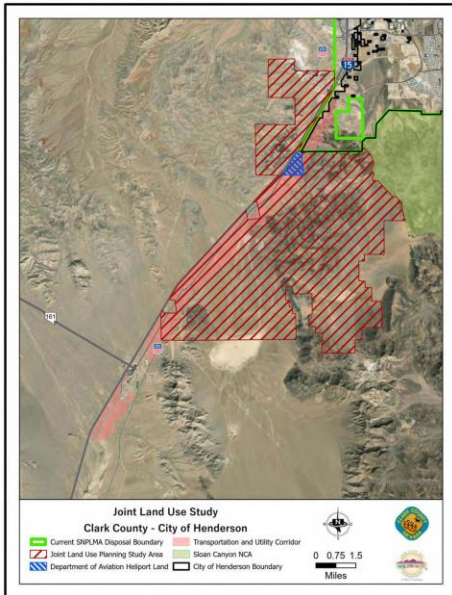 15
161
Joint Land Use Study
Clark County - City of Henderson
Current SNPLMA Disposal Boundary
Transportation and Utility Corridor
Joint Land Use Planning Study Area
Sloan Canyon NCA
Department of Aviation Heliport Land
City of Henderson Boundary
N
CLARK COUNTY
0 0.75 1.5
Miles